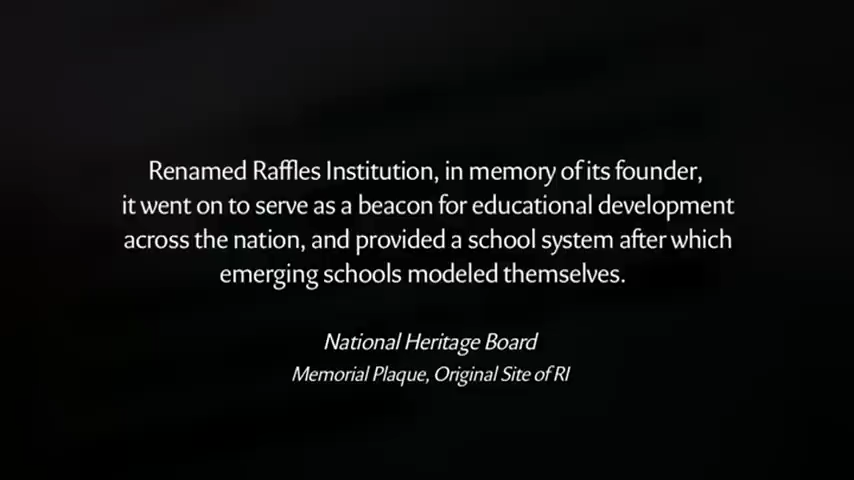 Renamed Raffles Institution, in memory of its founder,
it went on to serve as a beacon for educational development
across the nation, and provided a school system after which
emerging schools modeled themselves.
National Heritage Board
Memorial Plaque, Original Site of RI